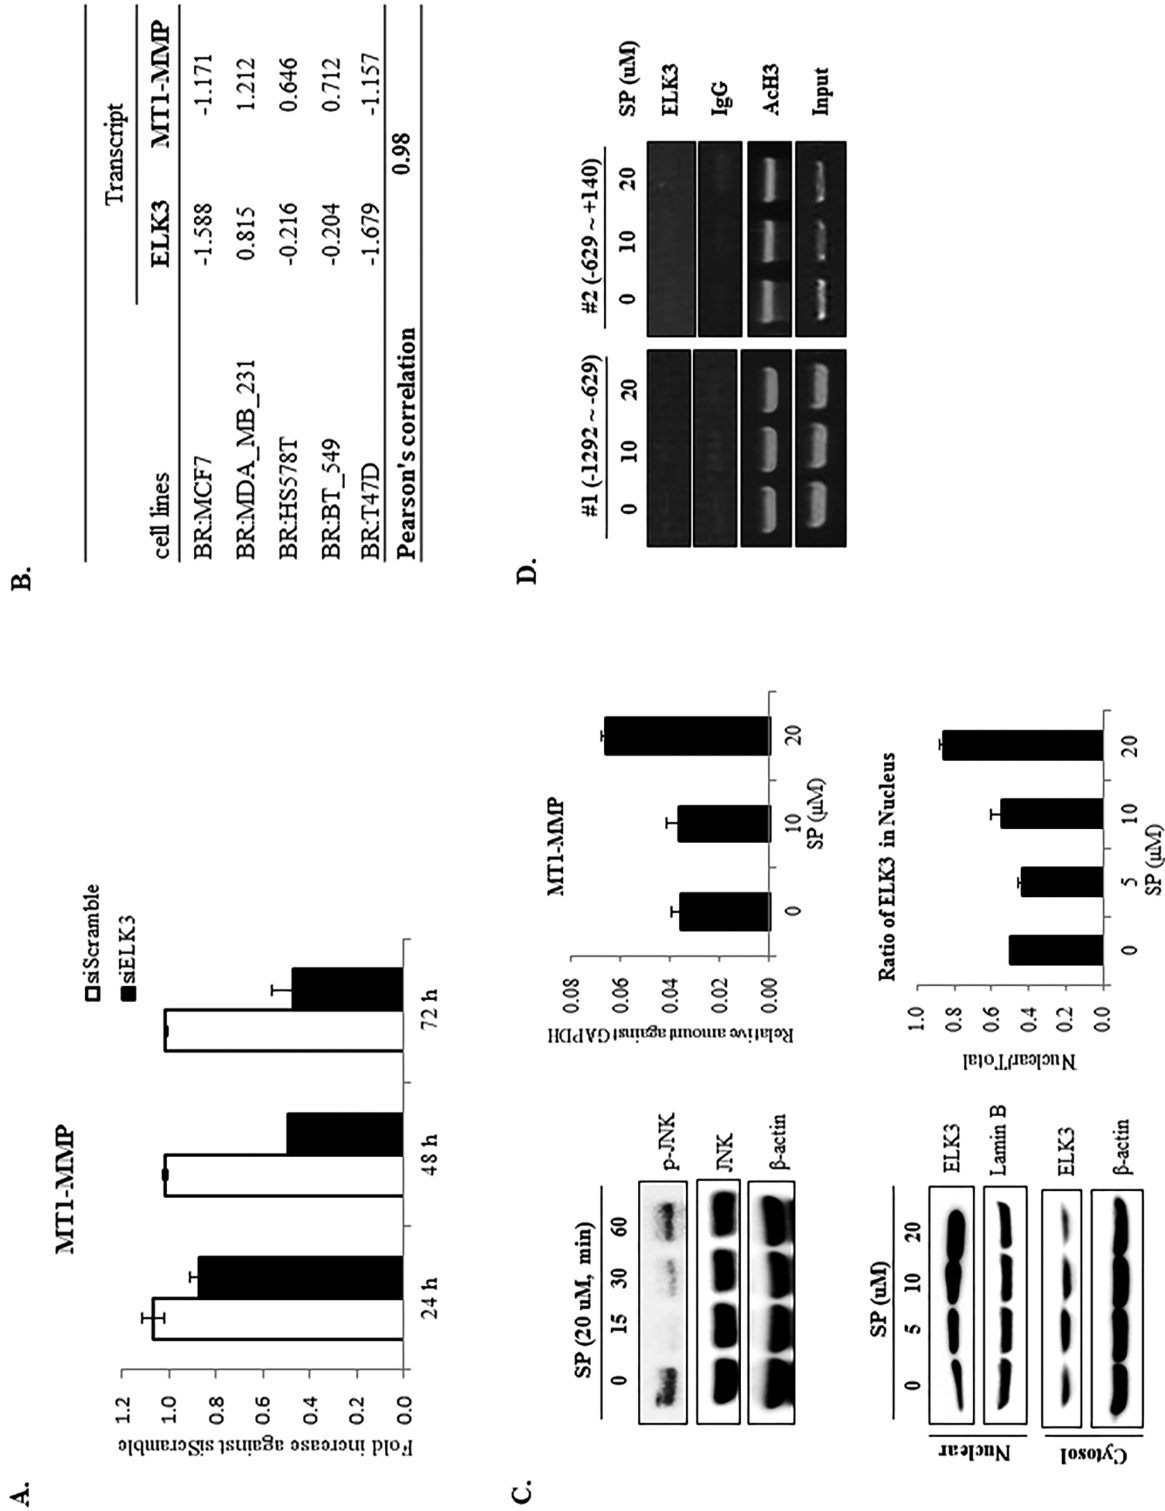 A.
MT1-MMP
siScramble
siELK3
Fold increase against siScramble
1.2
1.0
0.8
0.6
0.4
0.2
0.0
24 h 48 h 72 h
B.
Transcript
cell lines ELK3 MT1-MMP
BR:MCF7 -1.588 -1.171
BR:MDA_MB_231 0.815 1.212
BR:HS578T -0.216 0.646
BR:BT_549 -0.204 0.712
BR:T47D -1.679 -1.157
Pearson's correlation 0.98
C.
SP (20 uM, min)
0 15 30 60
p-JNK
JNK
β-actin
MT1-MMP
Relative amount against GAPDH
0.08
0.06
0.04
0.02
0.00
0 10 20
SP (μM)
SP (uM)
0 5 10 20
Nuclear
ELK3
Lamin B
Cytosol
ELK3
β-actin
Ratio of ELK3 in Nucleus
Nuclear/Total
1.0
0.8
0.6
0.4
0.2
0.0
0 5 10 20
SP (μM)
D.
#1 (-1292 ~ -629) #2 (-629 ~ +140)
0 10 20 0 10 20 SP (uM)
ELK3
IgG
AcH3
Input